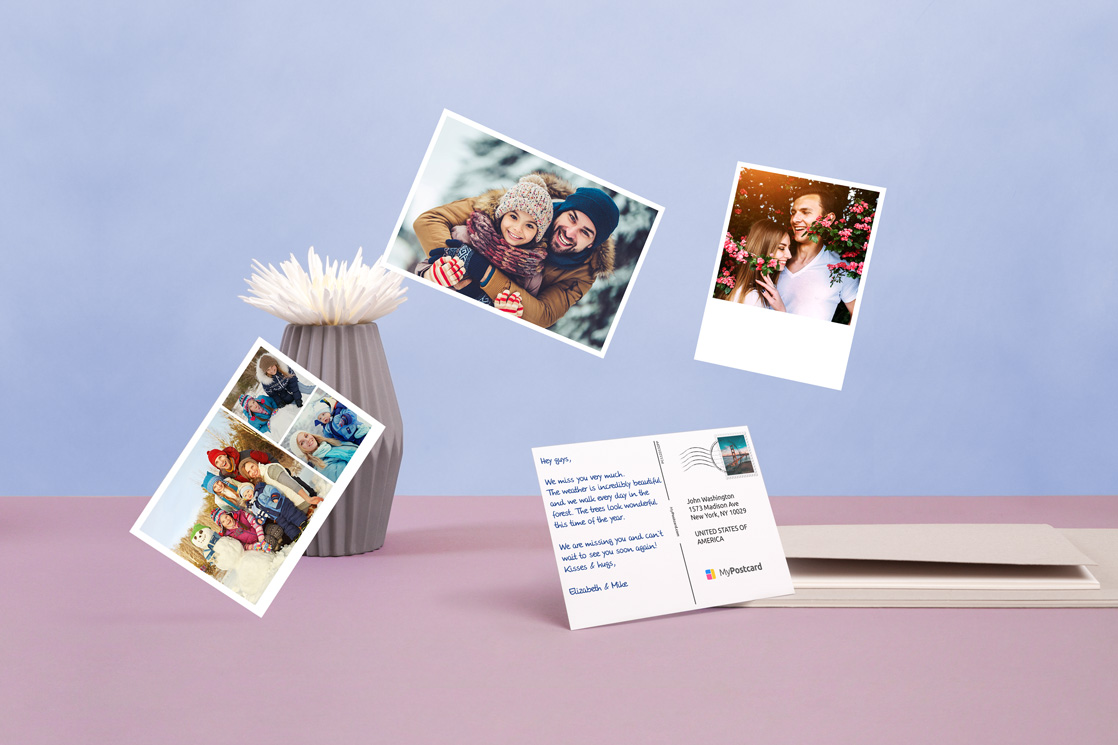 Hey guys,
We miss you very much.
The weather is incredibly beautiful
and we walk every day in the
forest. The trees look wonderful
this time of the year.
We are missing you and can't
wait to see you soon again!
Kisses & hugs,
Elizabeth & Mike
John Washington
1573 Madison Ave
New York, NY 10029
UNITED STATES OF
AMERICA
MyPostcard